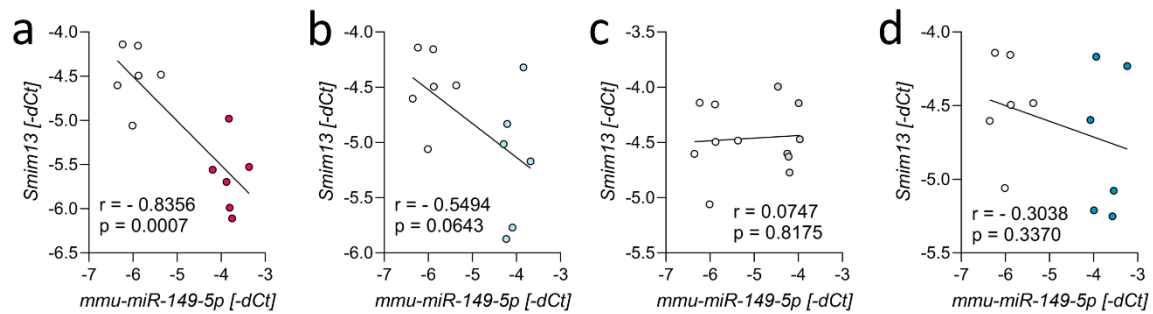 a
-4.0
-4.5
-5.0
-5.5
-6.0
-6.5
Smim13 [-dCt]
r = - 0.8356
p = 0.0007
-7 -6 -5 -4 -3
mmu-miR-149-5p [-dCt]
b
-4.0
-4.5
-5.0
-5.5
-6.0
Smim13 [-dCt]
r = - 0.5494
p = 0.0643
-7 -6 -5 -4 -3
mmu-miR-149-5p [-dCt]
c
-3.5
-4.0
-4.5
-5.0
-5.5
Smim13 [-dCt]
r = 0.0747
p = 0.8175
-7 -6 -5 -4 -3
mmu-miR-149-5p [-dCt]
d
-4.0
-4.5
-5.0
-5.5
Smim13 [-dCt]
r = - 0.3038
p = 0.3370
-7 -6 -5 -4 -3
mmu-miR-149-5p [-dCt]